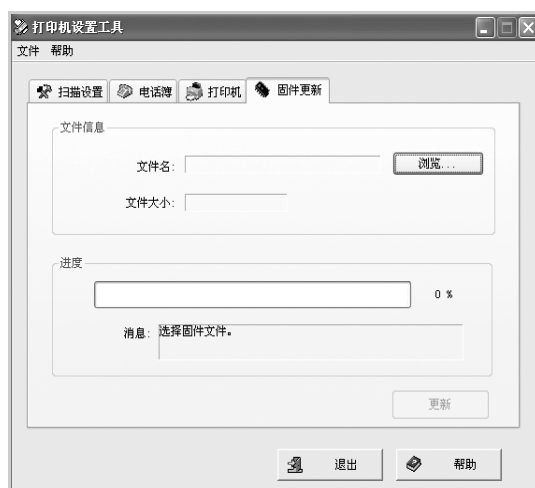 打印机设置工具
文件 帮助
扫描设置 电话簿 打印机 固件更新
文件信息
文件名: 浏览...
文件大小:
进度
0 %
消息: 选择固件文件。
更新
退出 帮助